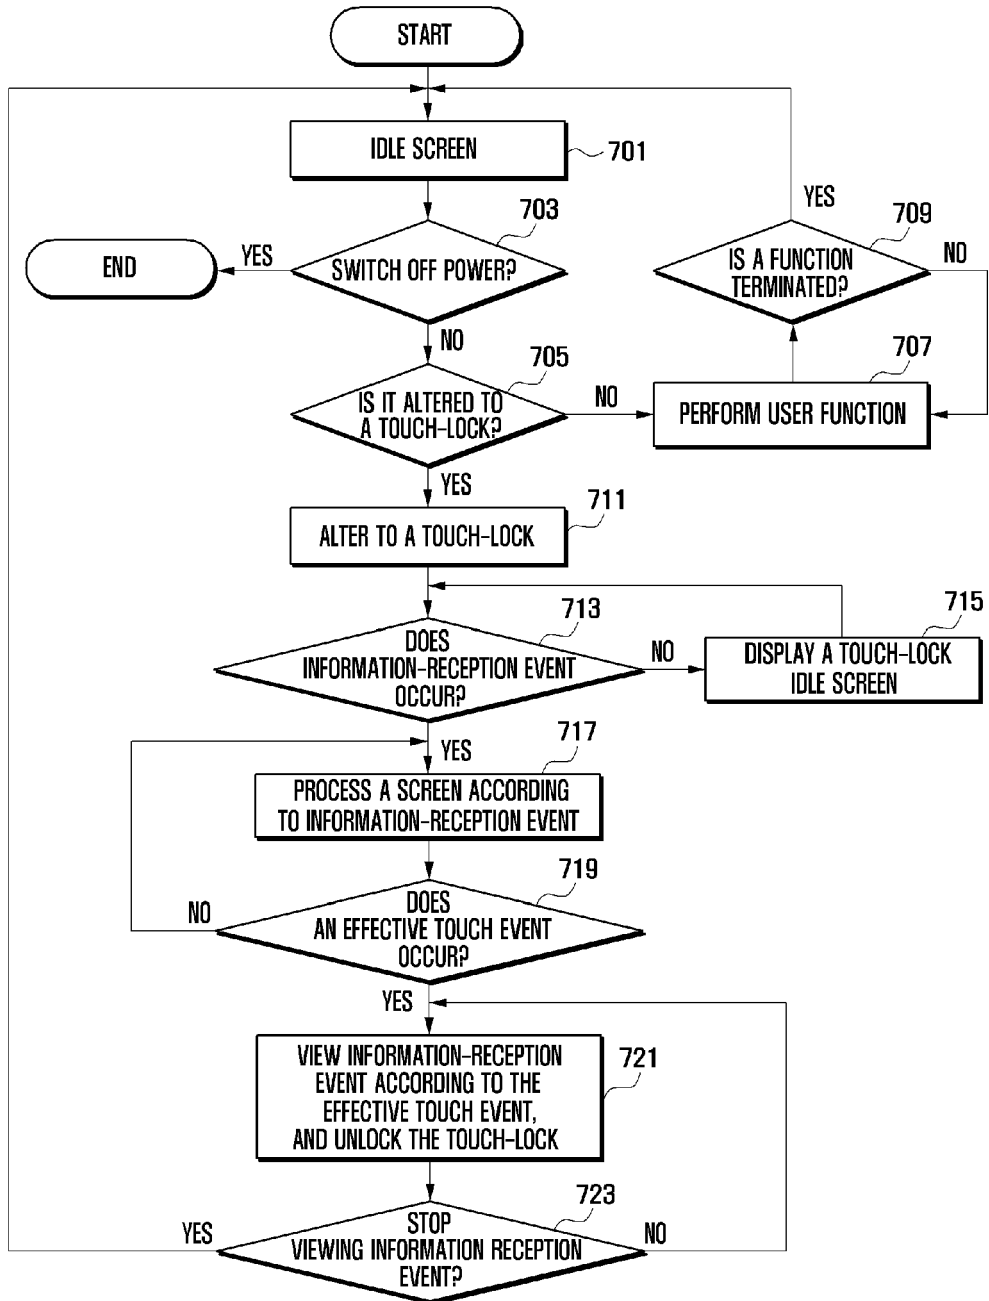 START
IDLE SCREEN
701
703
SWITCH OFF POWER?
YES
END
NO
YES
709
IS A FUNCTION
TERMINATED?
NO
705
IS IT ALTERED TO
A TOUCH-LOCK?
NO
707
PERFORM USER FUNCTION
YES
711
ALTER TO A TOUCH-LOCK
713
DOES
INFORMATION-RECEPTION EVENT
OCCUR?
NO
715
DISPLAY A TOUCH-LOCK
IDLE SCREEN
YES
717
PROCESS A SCREEN ACCORDING
TO INFORMATION-RECEPTION EVENT
719
DOES
AN EFFECTIVE TOUCH EVENT
OCCUR?
NO
YES
VIEW INFORMATION-RECEPTION
EVENT ACCORDING TO THE
EFFECTIVE TOUCH EVENT,
AND UNLOCK THE TOUCH-LOCK
721
723
STOP
VIEWING INFORMATION RECEPTION
EVENT?
YES
NO